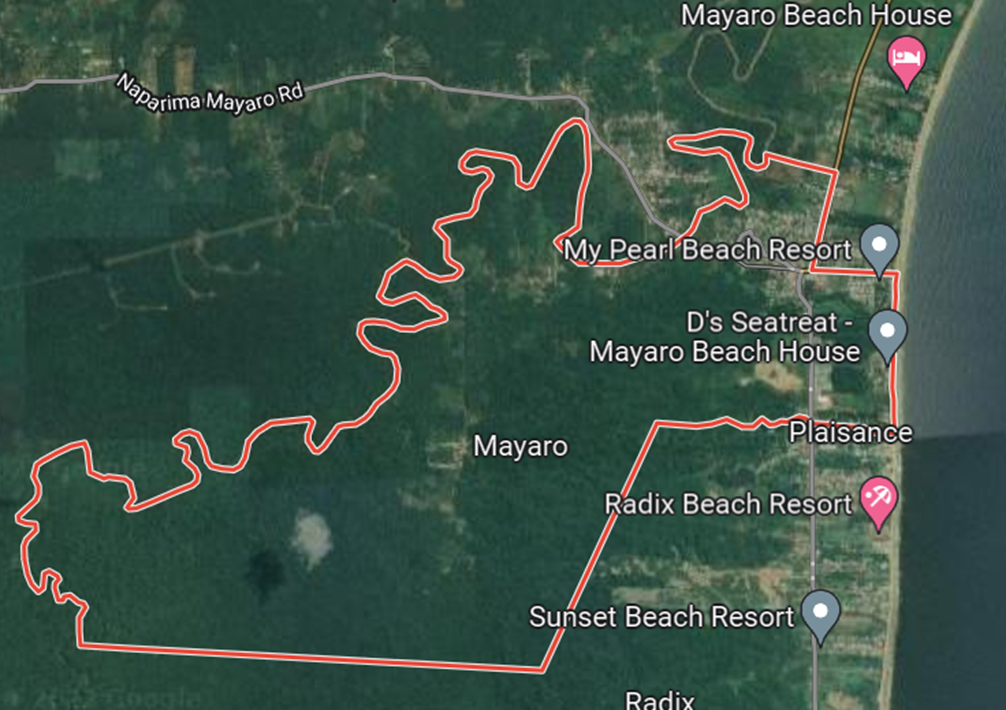 Mayaro Beach House
Naparima Mayaro Rd
My Pearl Beach Resort
D's Seatreat -
Mayaro Beach House
Plaisance
Mayaro
Radix Beach Resort
Sunset Beach Resort
Radix